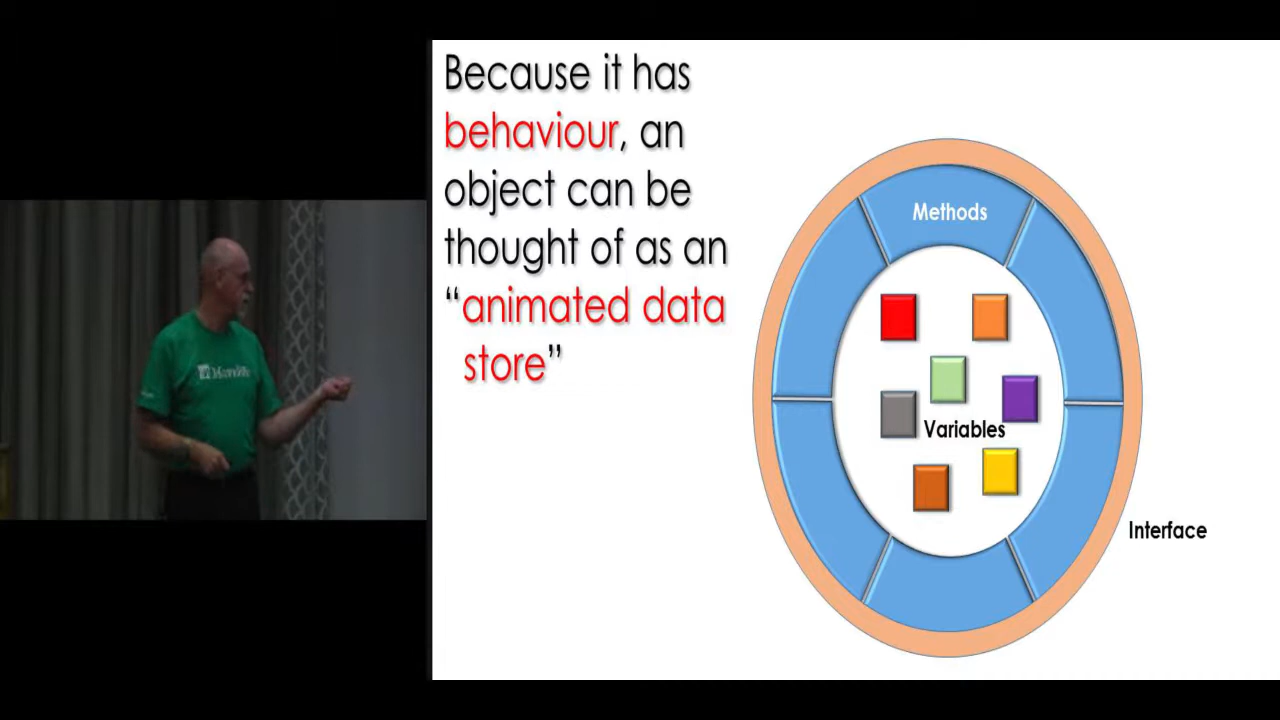 Because it has
behaviour, an
object can be
thought of as an
“animated data
store”
Methods
Variables
Interface